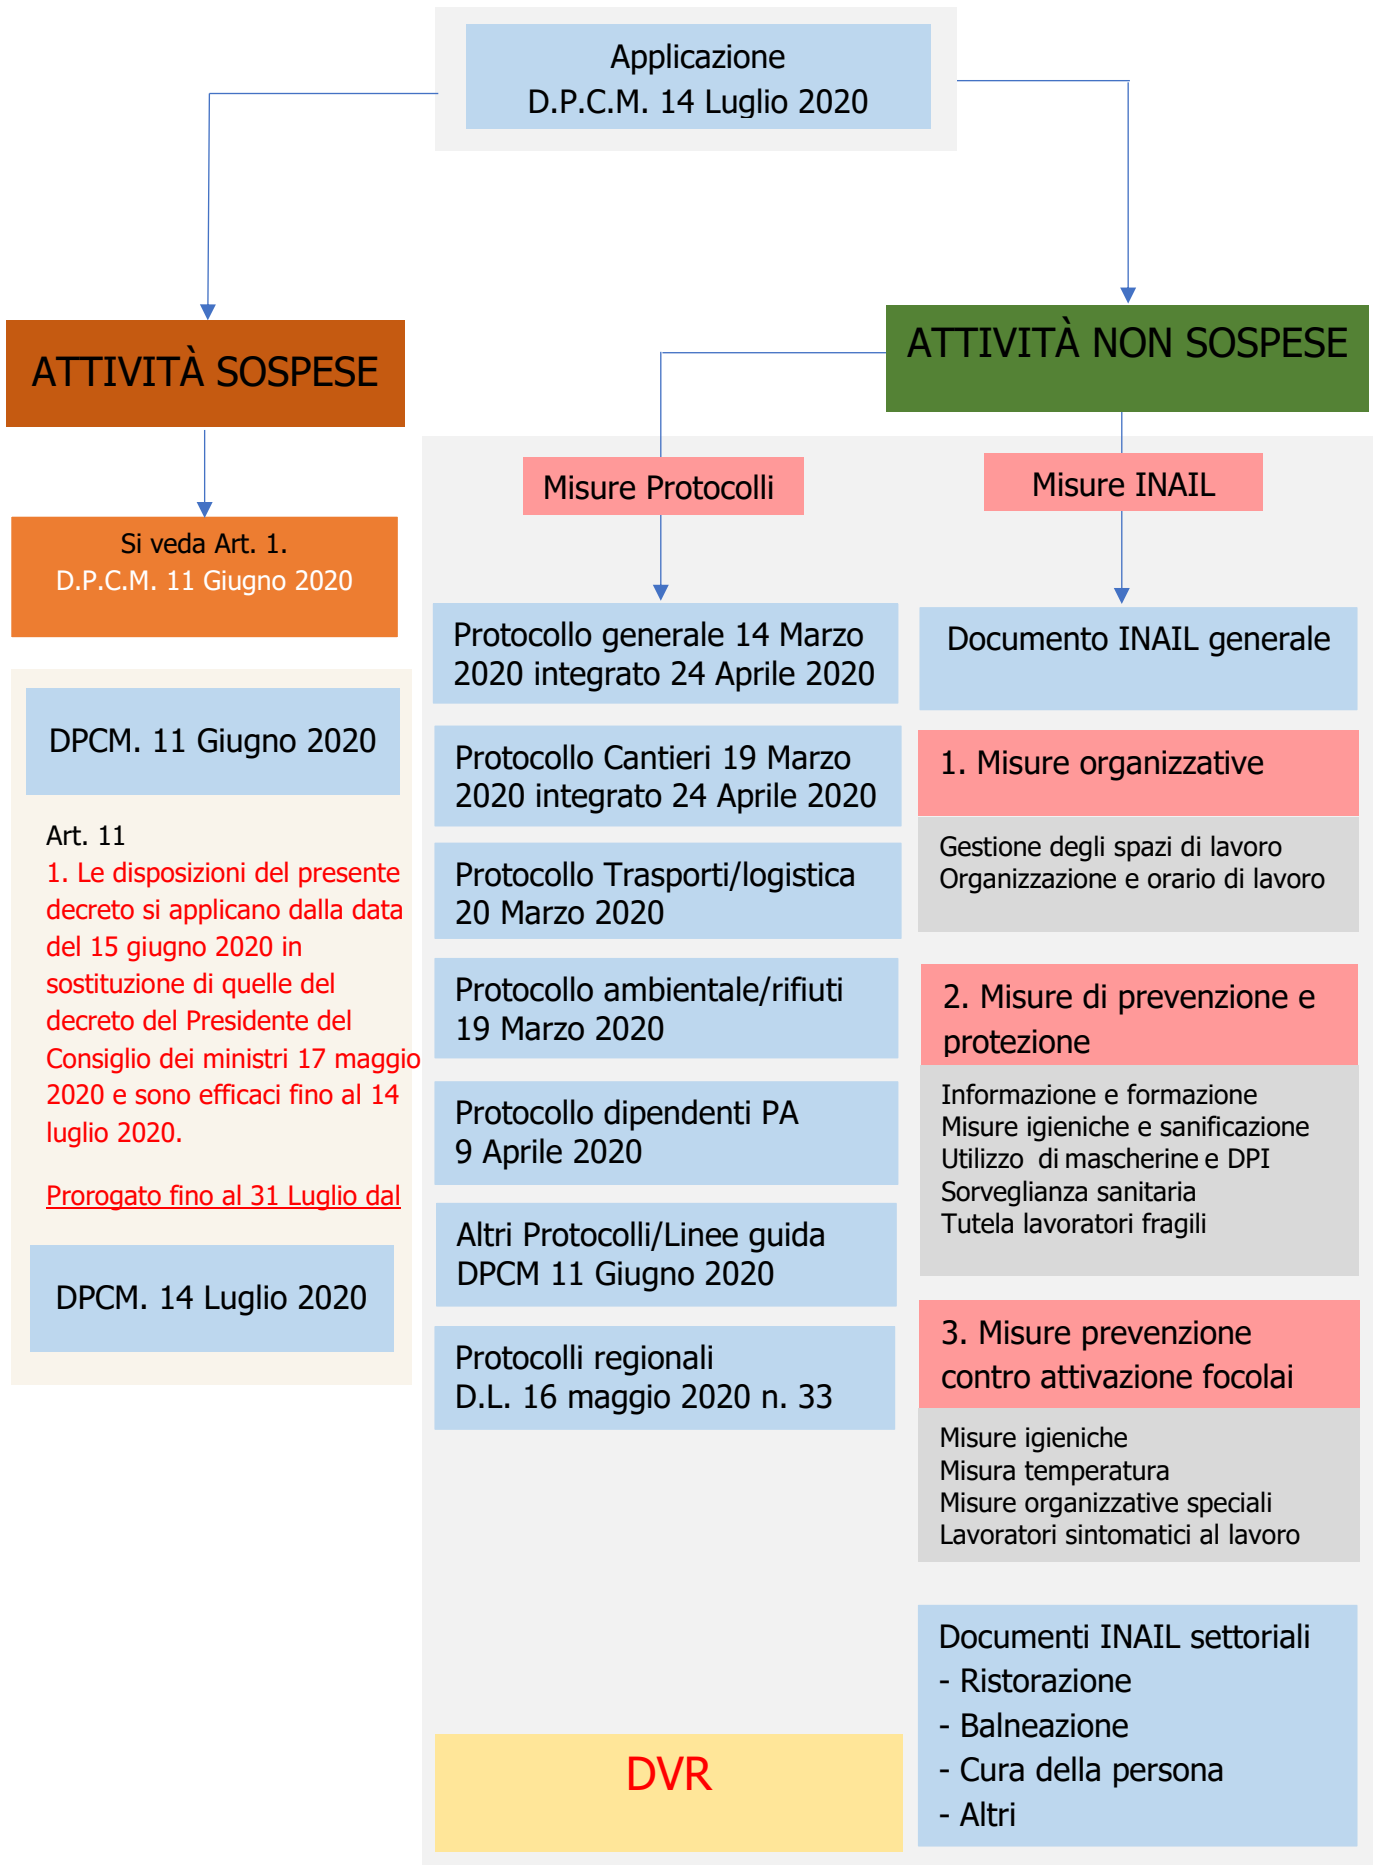 Applicazione
D.P.C.M. 14 Luglio 2020
ATTIVITÀ SOSPESE
Si veda Art. 1.
D.P.C.M. 11 Giugno 2020
DPCM. 11 Giugno 2020
Art. 11
1. Le disposizioni del presente
decreto si applicano dalla data
del 15 giugno 2020 in
sostituzione di quelle del
decreto del Presidente del
Consiglio dei ministri 17 maggio
2020 e sono efficaci fino al 14
luglio 2020.
Prorogato fino al 31 Luglio dal
DPCM. 14 Luglio 2020
ATTIVITÀ NON SOSPESE
Misure Protocolli
Protocollo generale 14 Marzo
2020 integrato 24 Aprile 2020
Protocollo Cantieri 19 Marzo
2020 integrato 24 Aprile 2020
Protocollo Trasporti/logistica
20 Marzo 2020
Protocollo ambientale/rifiuti
19 Marzo 2020
Protocollo dipendenti PA
9 Aprile 2020
Altri Protocolli/Linee guida
DPCM 11 Giugno 2020
Protocolli regionali
D.L. 16 maggio 2020 n. 33
DVR
Misure INAIL
Documento INAIL generale
1. Misure organizzative
Gestione degli spazi di lavoro
Organizzazione e orario di lavoro
2. Misure di prevenzione e
protezione
Informazione e formazione
Misure igieniche e sanificazione
Utilizzo di mascherine e DPI
Sorveglianza sanitaria
Tutela lavoratori fragili
3. Misure prevenzione
contro attivazione focolai
Misure igieniche
Misura temperatura
Misure organizzative speciali
Lavoratori sintomatici al lavoro
Documenti INAIL settoriali
- Ristorazione
- Balneazione
- Cura della persona
- Altri